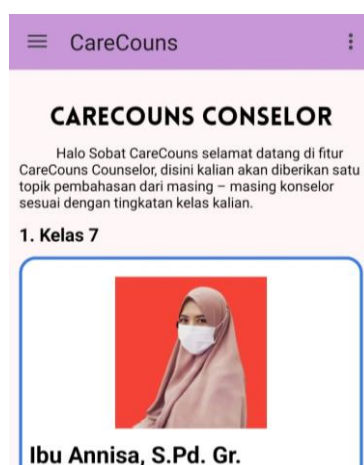 CareCouns
CARECOUNS CONSELOR
Halo Sobat CareCouns selamat datang di fitur
CareCouns Counselor, disini kalian akan diberikan satu
topik pembahasan dari masing – masing konselor
sesuai dengan tingkatan kelas kalian.
1. Kelas 7
Ibu Annisa, S.Pd. Gr.